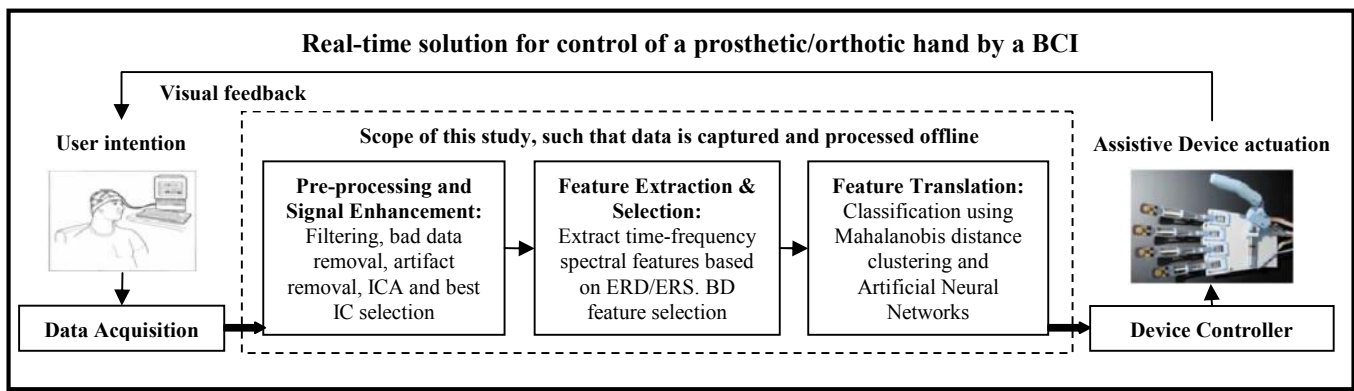 Real-time solution for control of a prosthetic/orthotic hand by a BCI
Visual feedback
User intention
Scope of this study, such that data is captured and processed offline
Assistive Device actuation
Pre-processing and
Signal Enhancement:
Filtering, bad data
removal, artifact
removal, ICA and best
IC selection
Feature Extraction &
Selection:
Extract time-frequency
spectral features based
on ERD/ERS. BD
feature selection
Feature Translation:
Classification using
Mahalanobis distance
clustering and
Artificial Neural
Networks
Data Acquisition
Device Controller